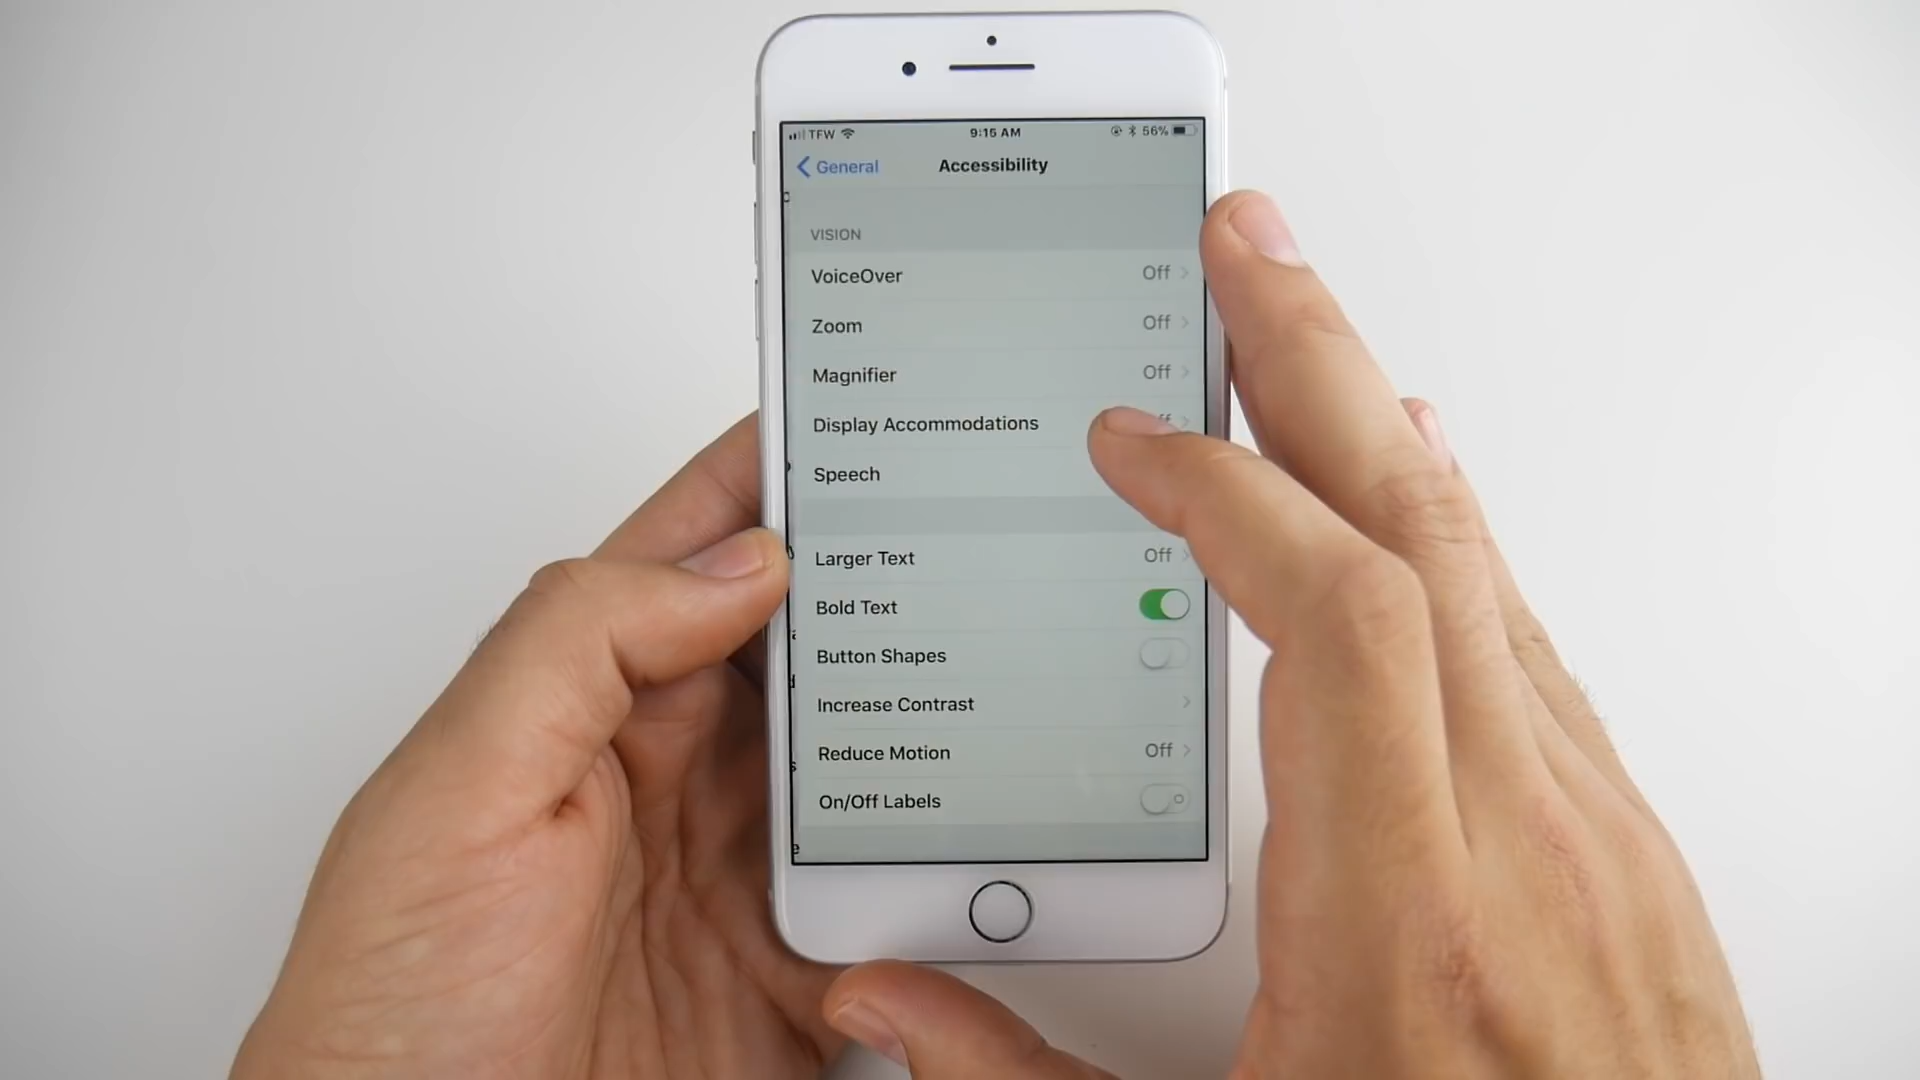 TFW 9:15 AM 56%
General Accessibility
VISION
VoiceOver Off
Zoom Off
Magnifier Off
Display Accommodations
Speech
Larger Text Off
Bold Text
Button Shapes
Increase Contrast
Reduce Motion Off
On/Off Labels